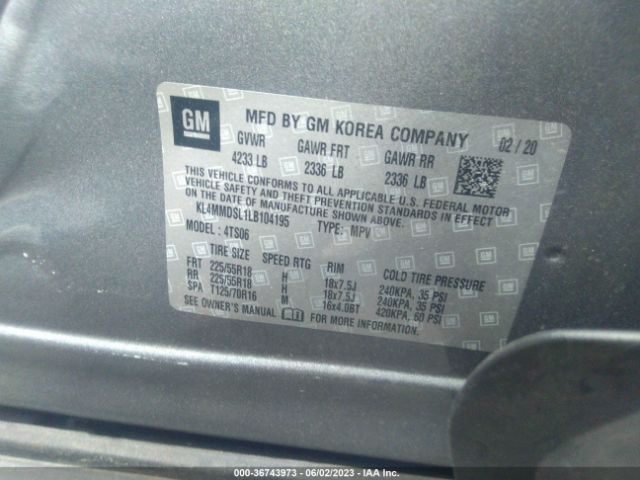 GM
MFD BY GM KOREA COMPANY 02 / 20
GVWR GAWR FRT GAWR RR
4233 LB 2336 LB 2336 LB
THIS VEHICLE CONFORMS TO ALL APPLICABLE U.S. FEDERAL MOTOR
VEHICLE SAFETY AND THEFT PREVENTION STANDARDS IN EFFECT
ON THE DATE OF MANUFACTURE SHOWN ABOVE.
KL4MMDSL1LB104195 TYPE: MPV
MODEL: 4TS06
TIRE SIZE SPEED RTG RIM COLD TIRE PRESSURE
FRT 225/55R18 H 18x7.5J 240KPA, 35 PSI
RR 225/55R18 H 18x7.5J 240KPA, 35 PSI
SPA T125/70R16 M 16x4.0BT 420KPA, 60 PSI
SEE OWNER'S MANUAL FOR MORE INFORMATION.
000-36743973 - 06/02/2023 - IAA Inc.